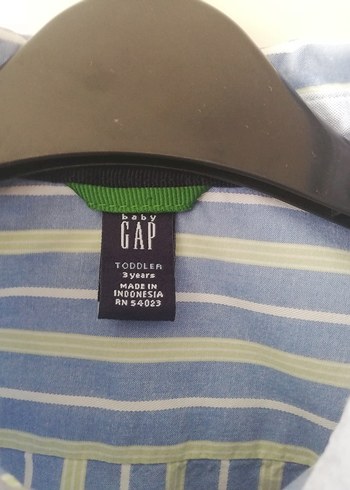 baby
GAP
TODDLER
3 years
MADE IN
INDONESIA
RN 54023